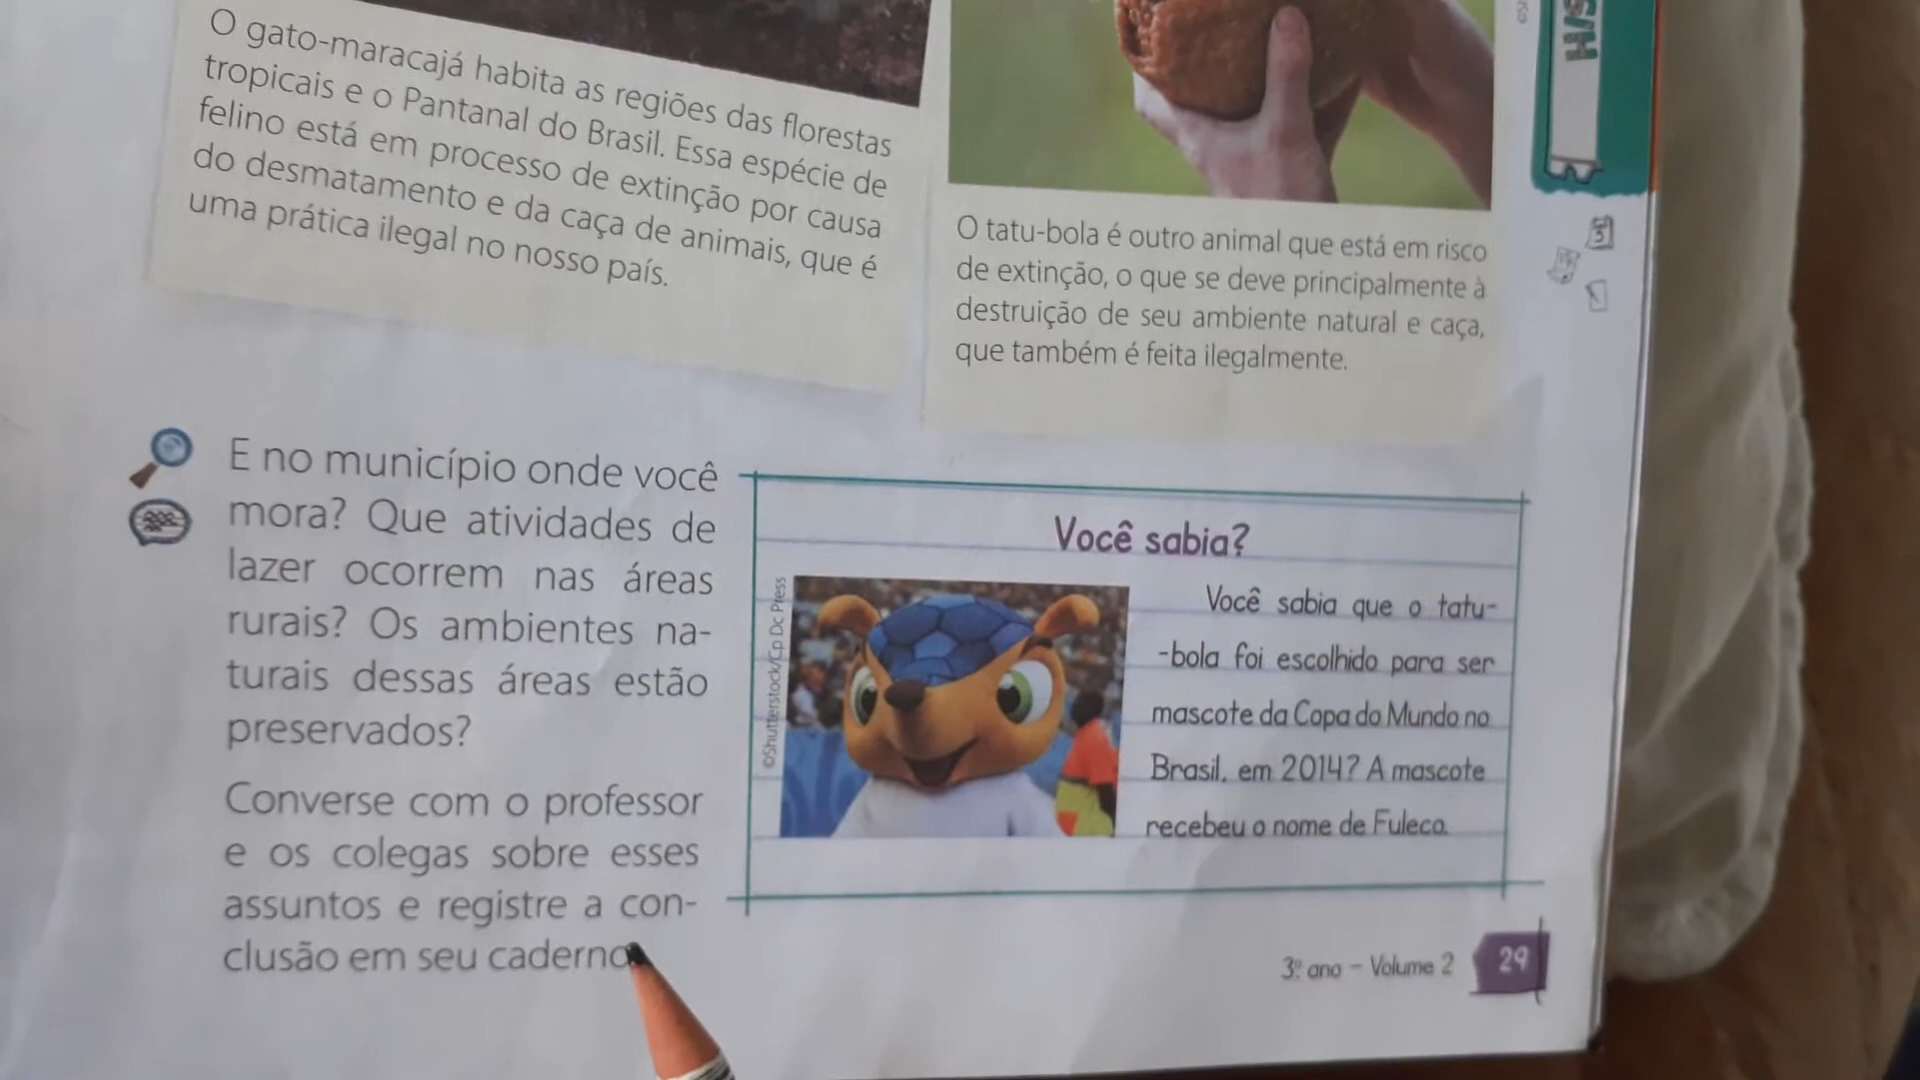 O gato-maracajá habita as regiões das florestas
tropicais e o Pantanal do Brasil. Essa espécie de
felino está em processo de extinção por causa
do desmatamento e da caça de animais, que é
uma prática ilegal no nosso país.
O tatu-bola é outro animal que está em risco
de extinção, o que se deve principalmente à
destruição de seu ambiente natural e caça,
que também é feita ilegalmente.
E no município onde você
mora? Que atividades de
lazer ocorrem nas áreas
rurais? Os ambientes na-
turais dessas áreas estão
preservados?
Converse com o professor
e os colegas sobre esses
assuntos e registre a con-
clusão em seu caderno
Você sabia?
©Shutterstock/Cp Dc Press
Você sabia que o tatu-
-bola foi escolhido para ser
mascote da Copa do Mundo no
Brasil, em 2014? A mascote
recebeu o nome de Fuleco.
3º. ano – Volume 2
29